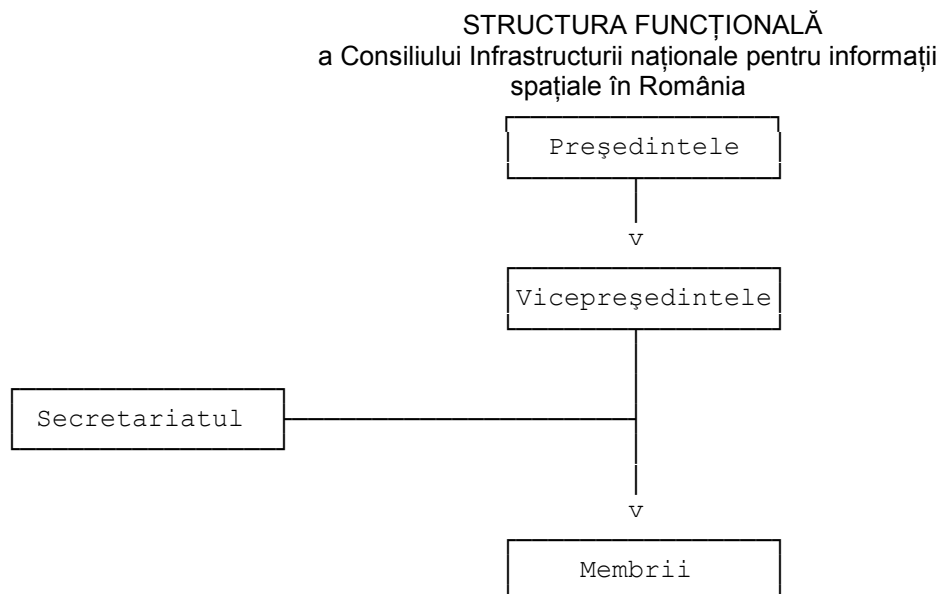 STRUCTURA FUNCȚIONALĂ
a Consiliului Infrastructurii naționale pentru informații
spațiale în România
Preşedintele
v
Vicepreşedintele
Secretariatul
v
Membrii